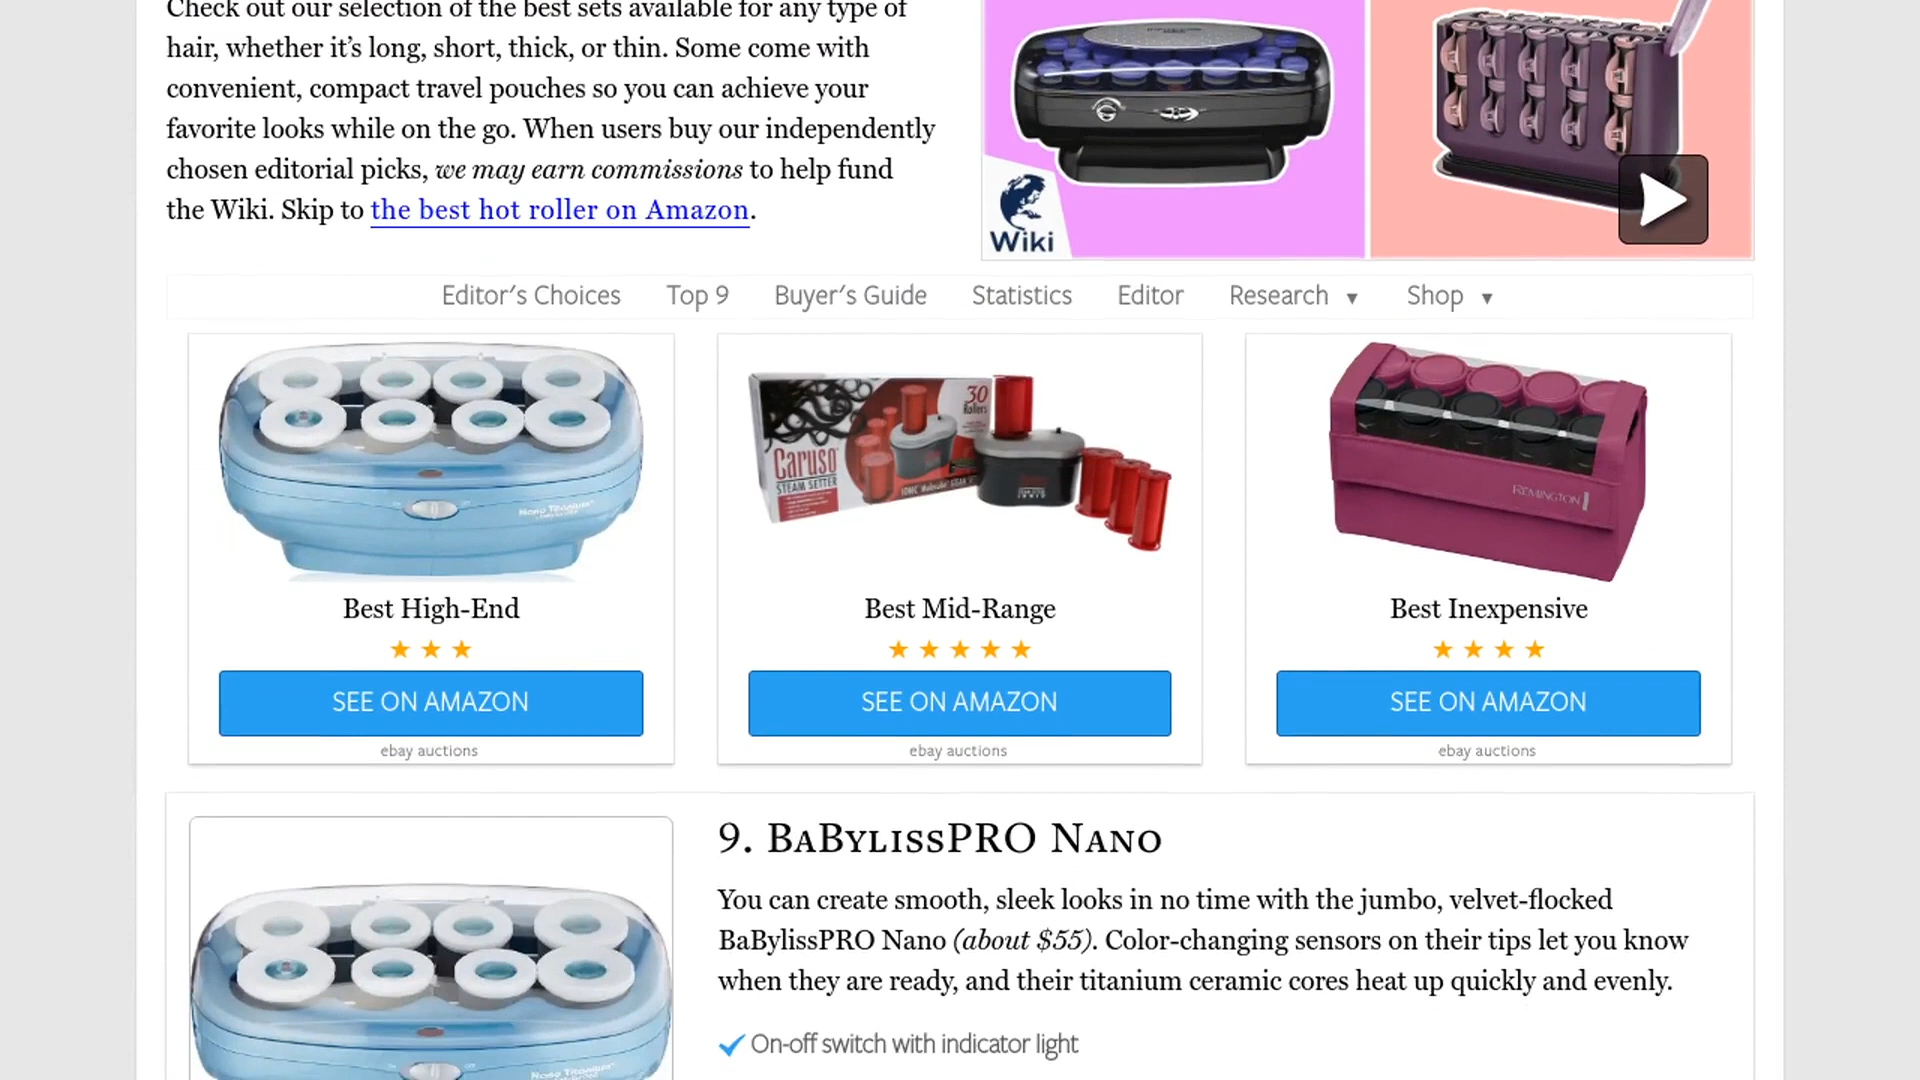 Check out our selection of the best sets available for any type of
hair, whether it's long, short, thick, or thin. Some come with
convenient, compact travel pouches so you can achieve your
favorite looks while on the go. When users buy our independently
chosen editorial picks, we may earn commissions to help fund
the Wiki. Skip to the best hot roller on Amazon.
Wiki
Editor's Choices Top 9 Buyer's Guide Statistics Editor Research ▼ Shop ▼
Nano Titanium
30
Rollers
Caruso
STEAM SETTER
REMINGTON
Best High-End
Best Mid-Range
Best Inexpensive
SEE ON AMAZON
SEE ON AMAZON
SEE ON AMAZON
ebay auctions
ebay auctions
ebay auctions
9. BaBylissPRO Nano
You can create smooth, sleek looks in no time with the jumbo, velvet-flocked
BaBylissPRO Nano (about $55). Color-changing sensors on their tips let you know
when they are ready, and their titanium ceramic cores heat up quickly and evenly.
On-off switch with indicator light
Nano Titanium